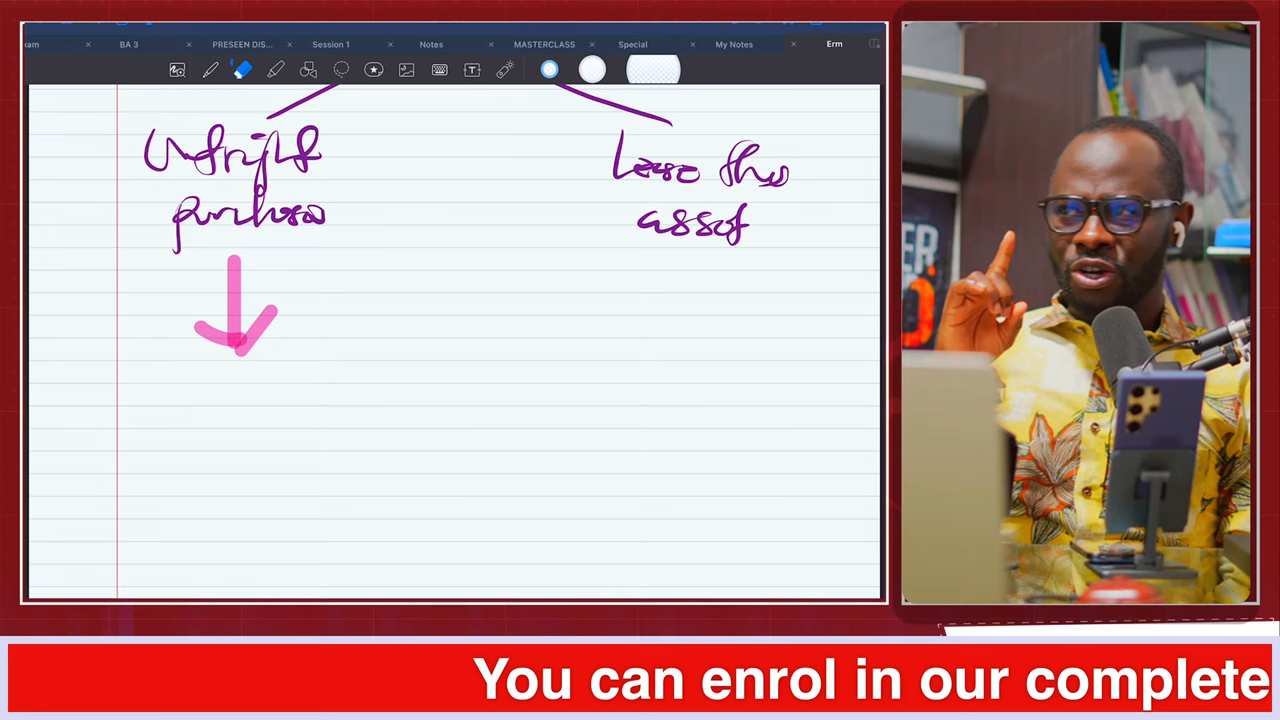 BA 3
PRESEEN DIS...
Session 1
Notes
MASTERCLASS
Special
My Notes
Erm
Outright
purchase
Lease the
asset
ER
You can enrol in our complete